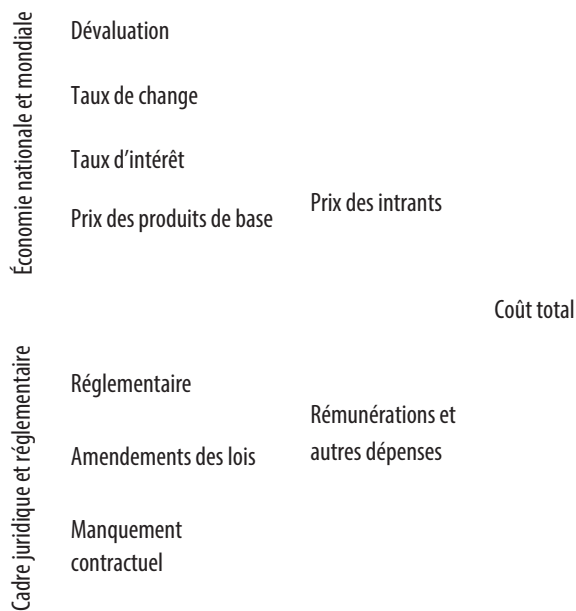 Économie nationale et mondiale
Dévaluation
Taux de change
Taux d'intérêt
Prix des produits de base
Prix des intrants
Coût total
Cadre juridique et réglementaire
Réglementaire
Amendements des lois
Manquement
contractuel
Rémunérations et
autres dépenses